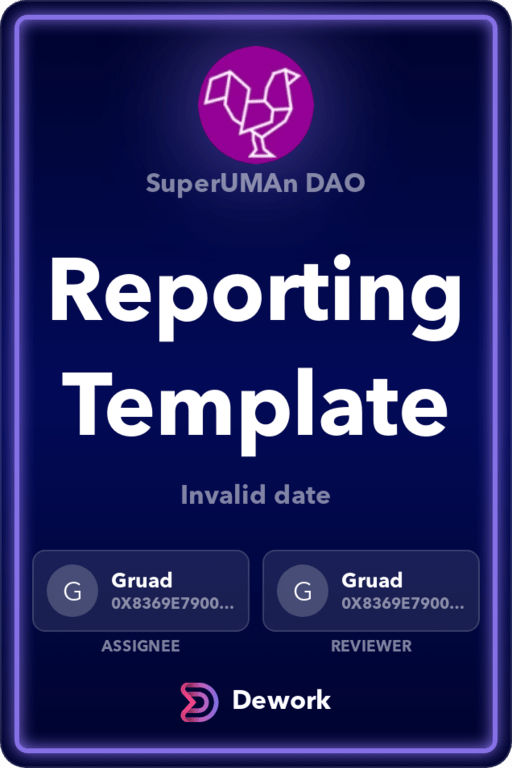 SuperUMAn DAO
Reporting
Template
Invalid date
G Gruad
0X8369E7900...
ASSIGNEE
G Gruad
0X8369E7900...
REVIEWER
Dework